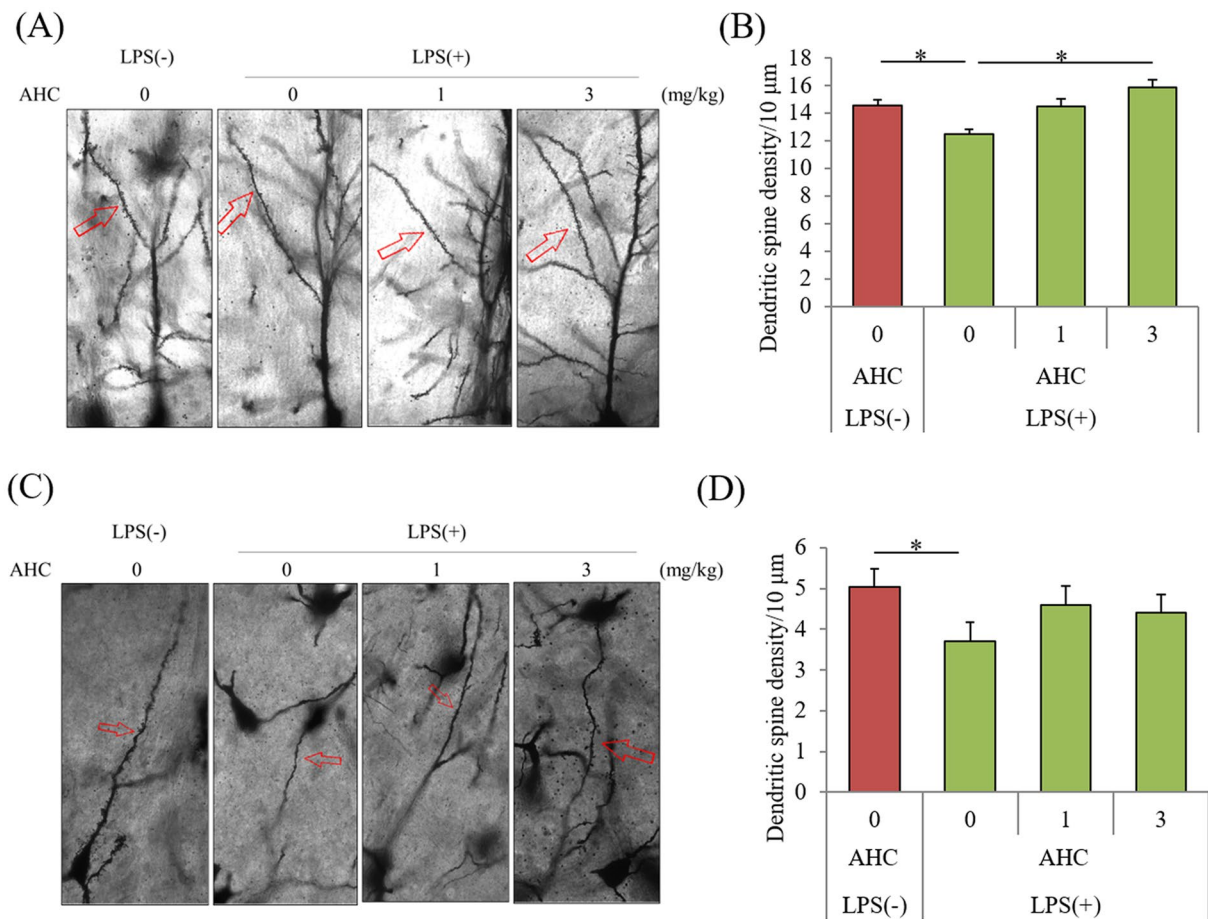 (A)
LPS(-) LPS(+)
AHC 0 0 1 3 (mg/kg)
(B)
* *
Dendritic spine density/10 µm
18
16
14
12
10
8
6
4
2
0
0 0 1 3
AHC AHC
LPS(-) LPS(+)
(C)
LPS(-) LPS(+)
AHC 0 0 1 3 (mg/kg)
(D)
*
Dendritic spine density/10 µm
6
5
4
3
2
1
0
0 0 1 3
AHC AHC
LPS(-) LPS(+)